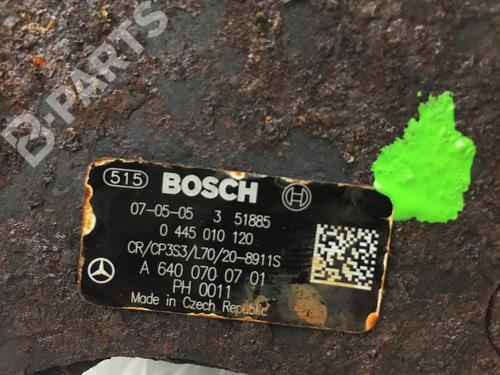 B-PARTS
515 BOSCH
07-05-05 3 51885
0 445 010 120
CR/CP3S3/L70/20-8911S
A 640 070 07 01
PH 0011
Made in Czech Republic